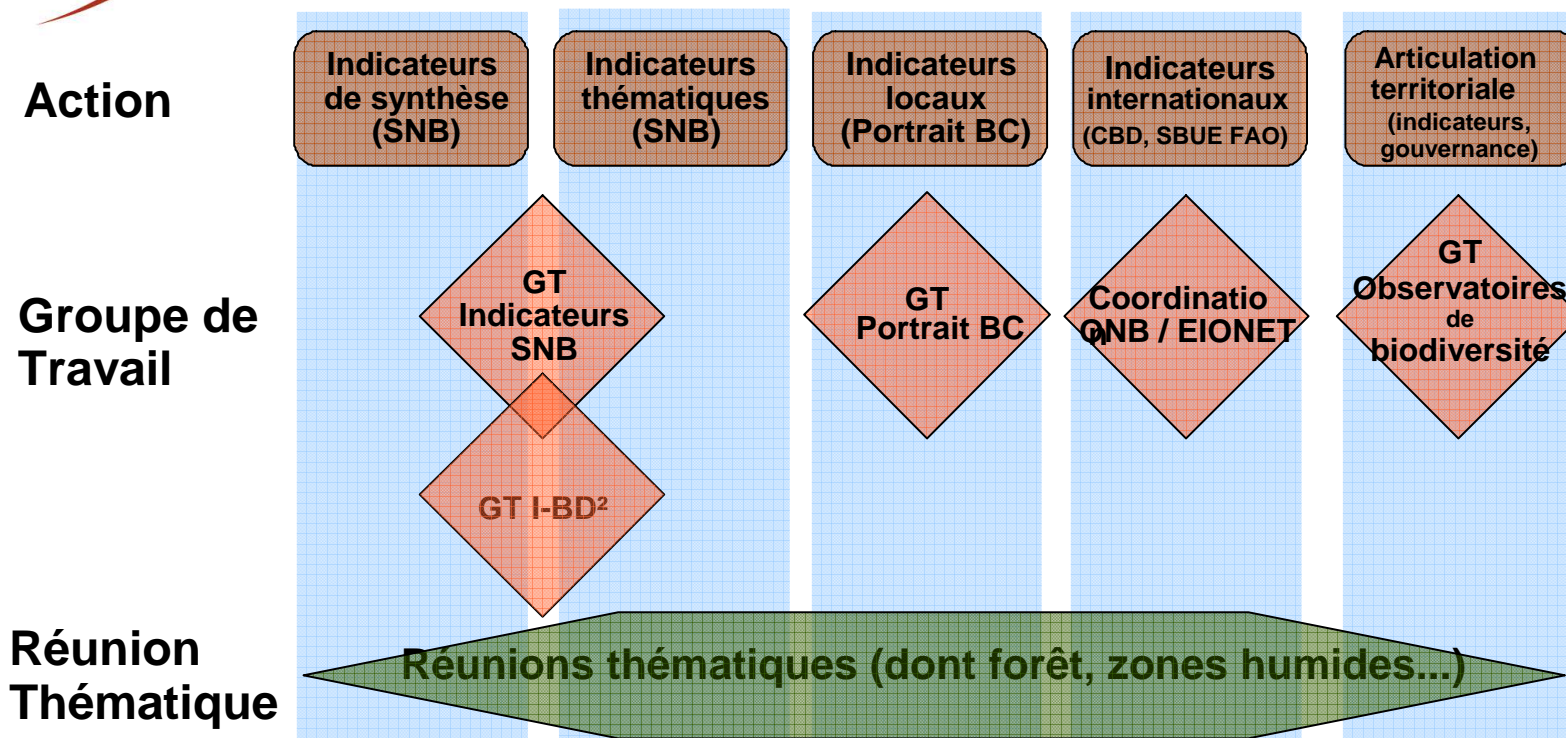 Action
Indicateurs
de synthèse
(SNB)
Indicateurs
thématiques
(SNB)
Indicateurs
locaux
(Portrait BC)
Indicateurs
internationaux
(CBD, SBUE FAO)
Articulation
territoriale
(indicateurs,
gouvernance)
Groupe de
Travail
GT
Indicateurs
SNB
GT I-BD²
GT
Portrait BC
Coordinatio
n
ONB / EIONET
GT
Observatoires
de
biodiversité
Réunion
Thématique
Réunions thématiques (dont forêt, zones humides...)